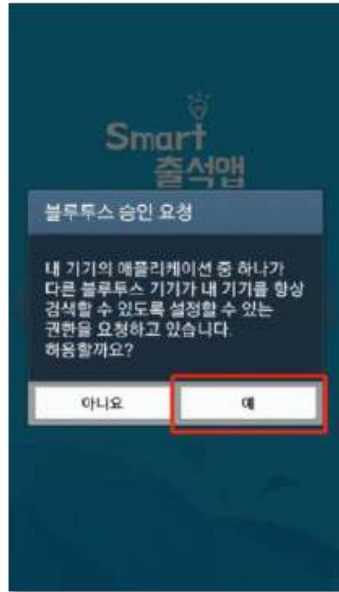 Smart
출석맵
블루투스 승인 요청
내 기기의 애플리케이션 중 하나가
다른 블루투스 기기가 내 기기를 항상
검색할 수 있도록 설정할 수 있는
권한을 요청하고 있습니다.
허용할까요?
아니요
예